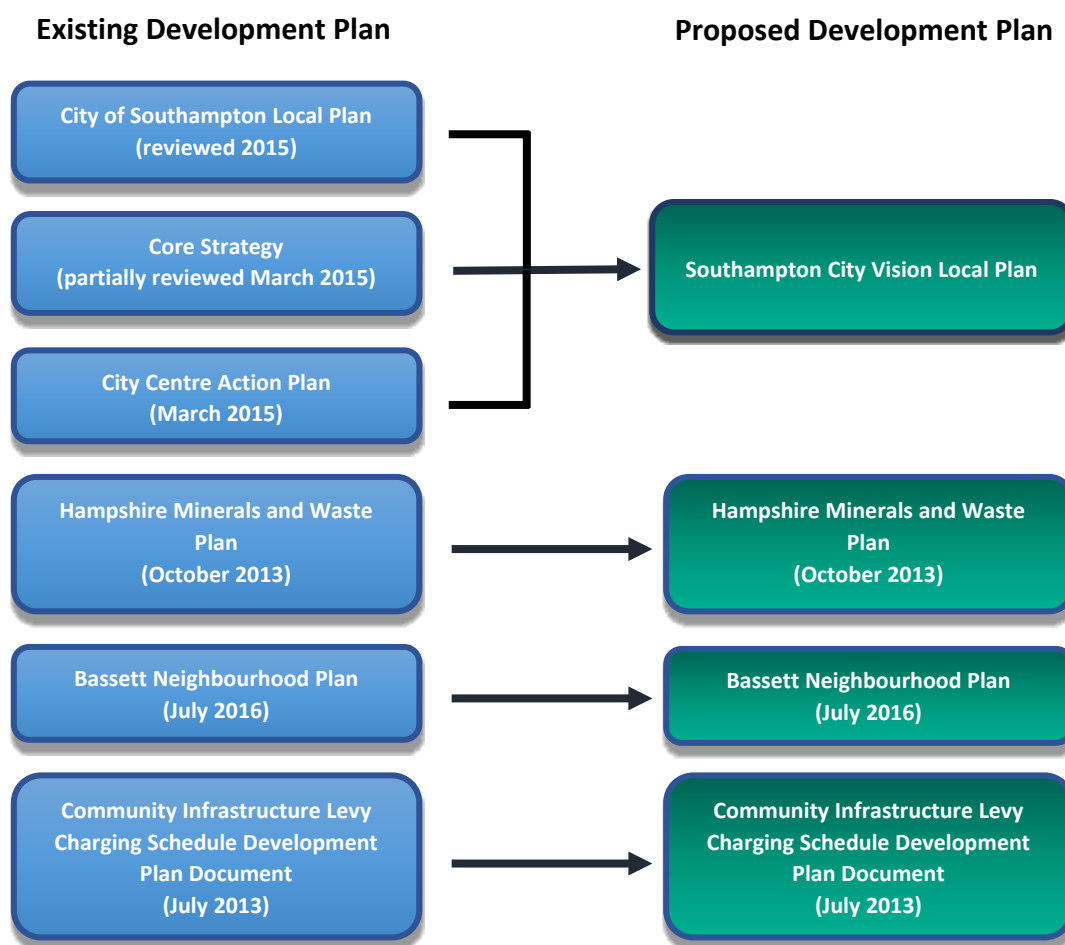 Existing Development Plan
Proposed Development Plan
City of Southampton Local Plan
(reviewed 2015)
Core Strategy
(partially reviewed March 2015)
Southampton City Vision Local Plan
City Centre Action Plan
(March 2015)
Hampshire Minerals and Waste
Plan
(October 2013)
Hampshire Minerals and Waste
Plan
(October 2013)
Bassett Neighbourhood Plan
(July 2016)
Bassett Neighbourhood Plan
(July 2016)
Community Infrastructure Levy
Charging Schedule Development
Plan Document
(July 2013)
Community Infrastructure Levy
Charging Schedule Development
Plan Document
(July 2013)